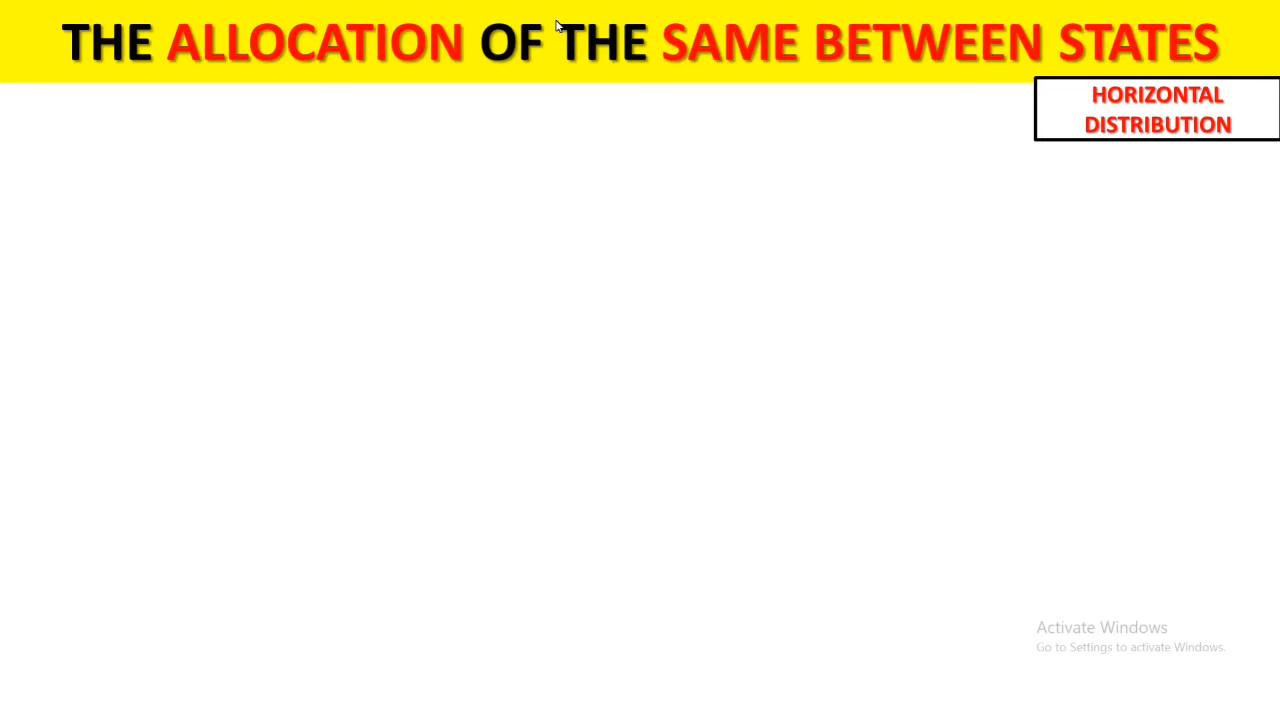 THE ALLOCATION OF THE SAME BETWEEN STATES
HORIZONTAL
DISTRIBUTION
Activate Windows
Go to Settings to activate Windows.